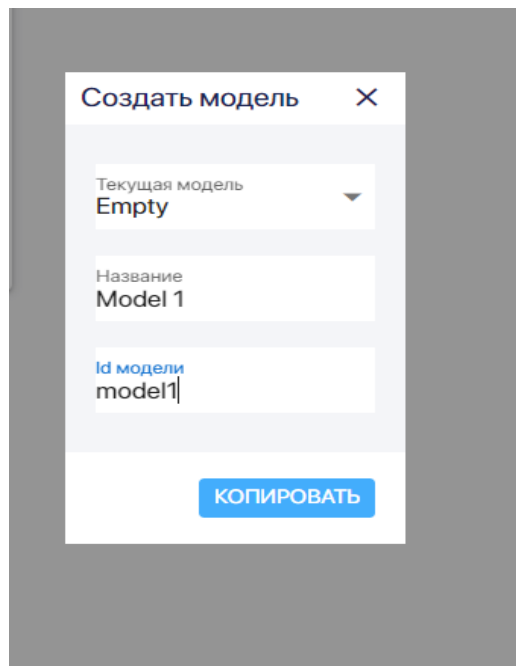 Создать модель
Текущая модель
Empty
Название
Model 1
Id модели
model1
КОПИРОВАТЬ